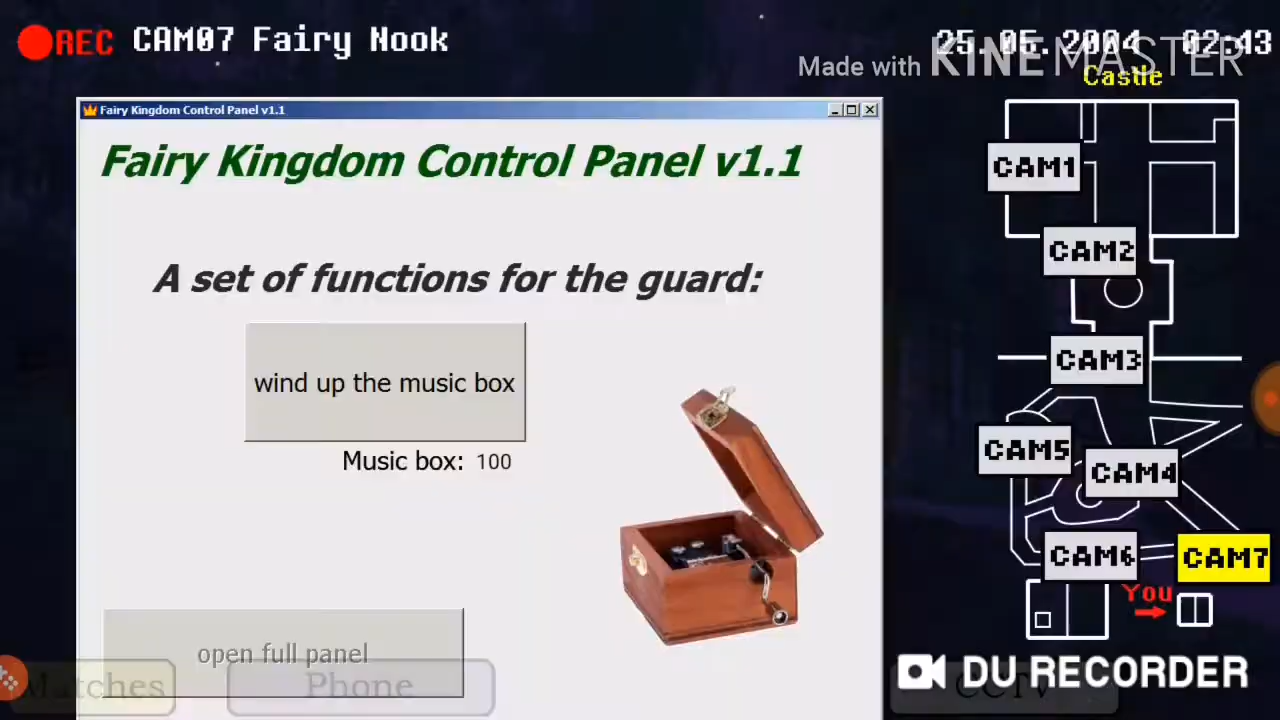 REC CAM07 Fairy Nook
25.05.2004 02:43
Made with KINEMASTER
Castle
Fairy Kingdom Control Panel v1.1
Fairy Kingdom Control Panel v1.1
A set of functions for the guard:
wind up the music box
Music box: 100
open full panel
Matches
Phone
CCTV
CAM1
CAM2
CAM3
CAM5
CAM4
CAM6
CAM7
You
DU RECORDER